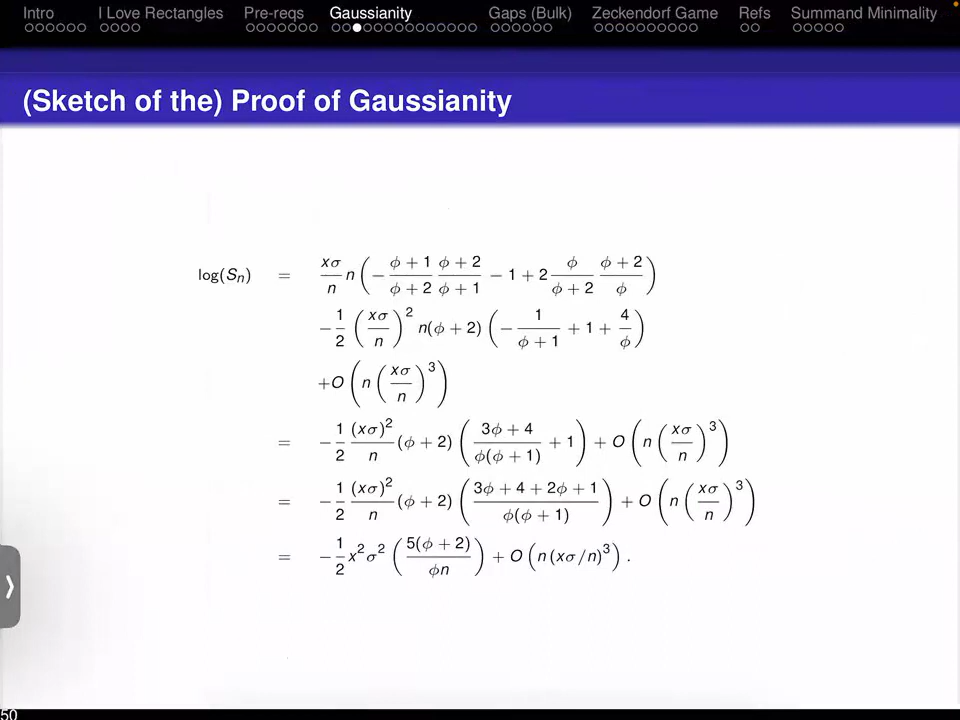 Intro I Love Rectangles Pre-reqs Gaussianity Gaps (Bulk) Zeckendorf Game Refs Summand Minimality
(Sketch of the) Proof of Gaussianity
log(Sₙ) = xσ/n n (− (ϕ + 1)/(ϕ + 2) (ϕ + 2)/(ϕ + 1) − 1 + 2 ϕ/(ϕ + 2) (ϕ + 2)/ϕ)
− 1/2 (xσ/n)² n(ϕ + 2) (− 1/(ϕ + 1) + 1 + 4/ϕ)
+O (n (xσ/n)³)
= − 1/2 (xσ)²/n (ϕ + 2) ((3ϕ + 4)/(ϕ(ϕ + 1)) + 1) + O (n (xσ/n)³)
= − 1/2 (xσ)²/n (ϕ + 2) ((3ϕ + 4 + 2ϕ + 1)/(ϕ(ϕ + 1))) + O (n (xσ/n)³)
= − 1/2 x²σ² (5(ϕ + 2)/ϕn) + O (n (xσ/n)³) .
50